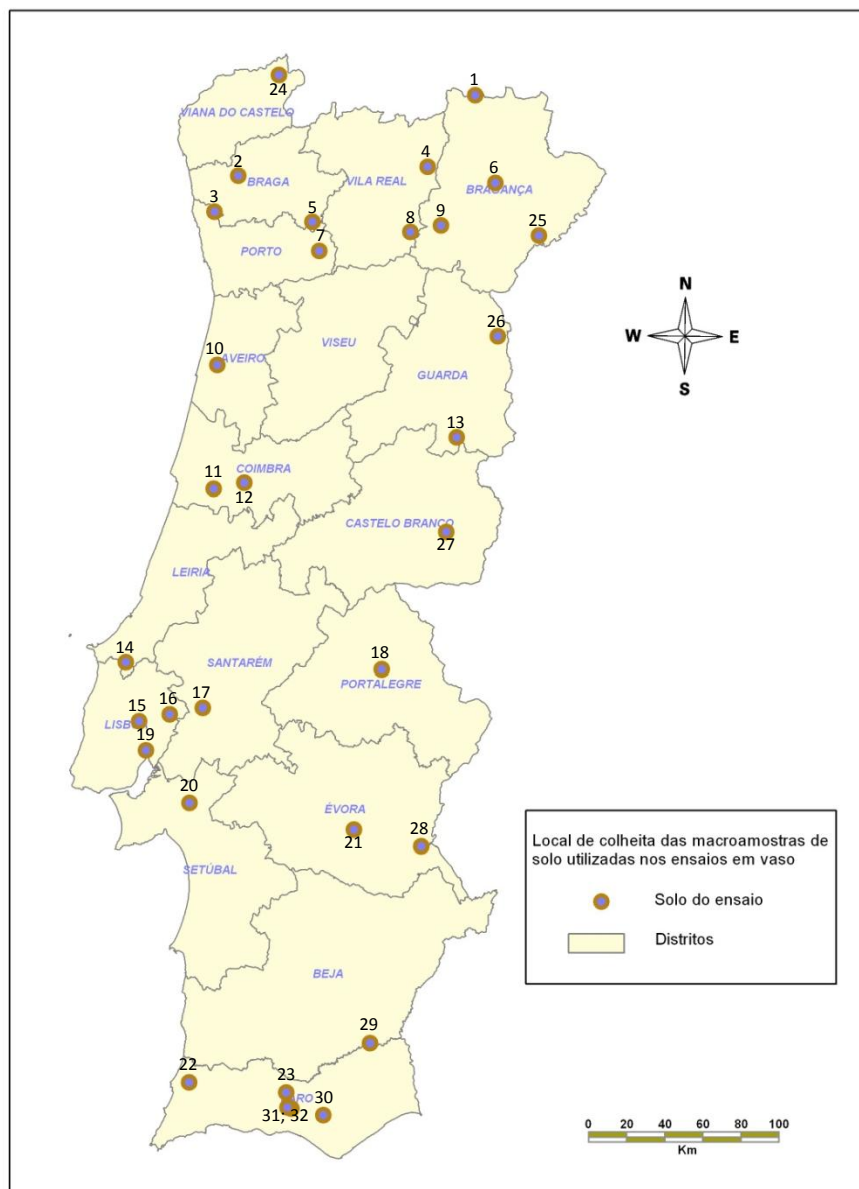 24
1
VIANA DO CASTELO
4
2
6
BRAGA
VILA REAL
BRAGANÇA
3
5
8
9
25
7
PORTO
N
26
W
E
10
AVEIRO
VISEU
S
GUARDA
13
11
COIMBRA
12
CASTELO BRANCO
27
LEIRIA
14
SANTARÉM
18
PORTALEGRE
17
16
15
LISB
19
20
ÉVORA
28
21
Local de colheita das macroamostras de
solo utilizadas nos ensaios em vaso
SETÚBAL
Solo do ensaio
Distritos
BEJA
29
22
23
RO
30
31; 32
0 20 40 60 80 100
Km